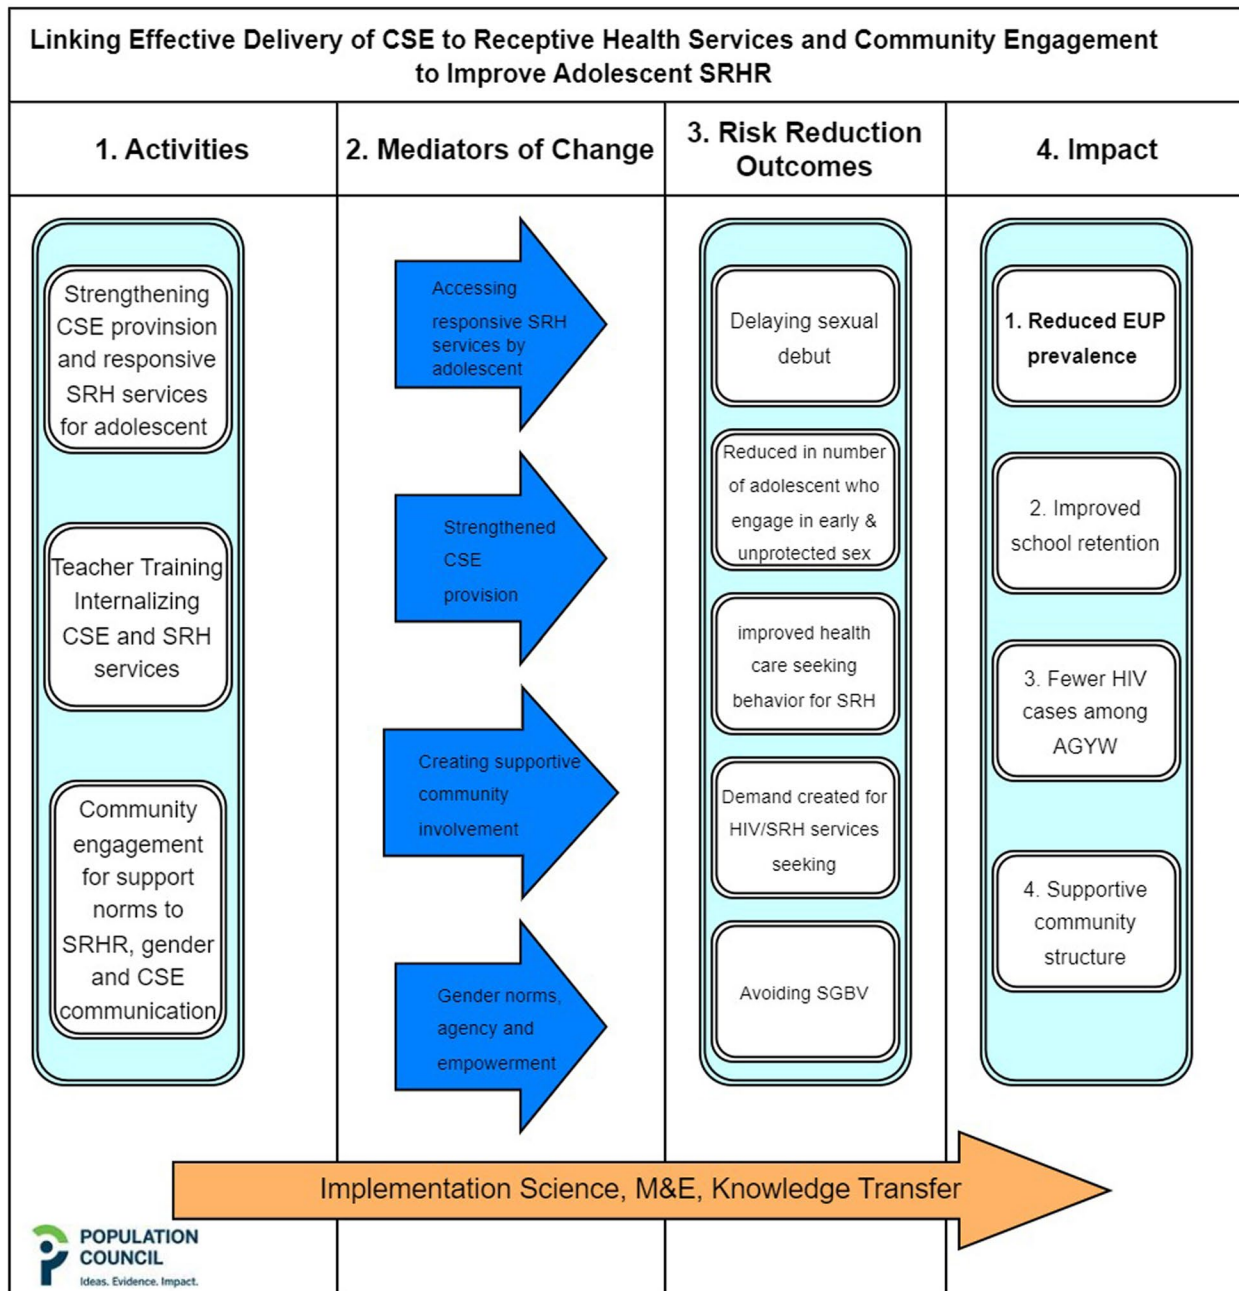 Linking Effective Delivery of CSE to Receptive Health Services and Community Engagement
to Improve Adolescent SRHR
1. Activities
2. Mediators of Change
3. Risk Reduction
Outcomes
4. Impact
Strengthening
CSE provinsion
and responsive
SRH services
for adolescent
Teacher Training
Internalizing
CSE and SRH
services
Community
engagement
for support
norms to
SRHR, gender
and CSE
communication
Accessing
responsive SRH
services by
adolescent
Strengthened
CSE
provision
Creating supportive
community
involvement
Gender norms,
agency and
empowerment
Delaying sexual
debut
Reduced in number
of adolescent who
engage in early &
unprotected sex
improved health
care seeking
behavior for SRH
Demand created for
HIV/SRH services
seeking
Avoiding SGBV
1. Reduced EUP
prevalence
2. Improved
school retention
3. Fewer HIV
cases among
AGYW
4. Supportive
community
structure
Implementation Science, M&E, Knowledge Transfer
POPULATION
COUNCIL
Ideas. Evidence. Impact.